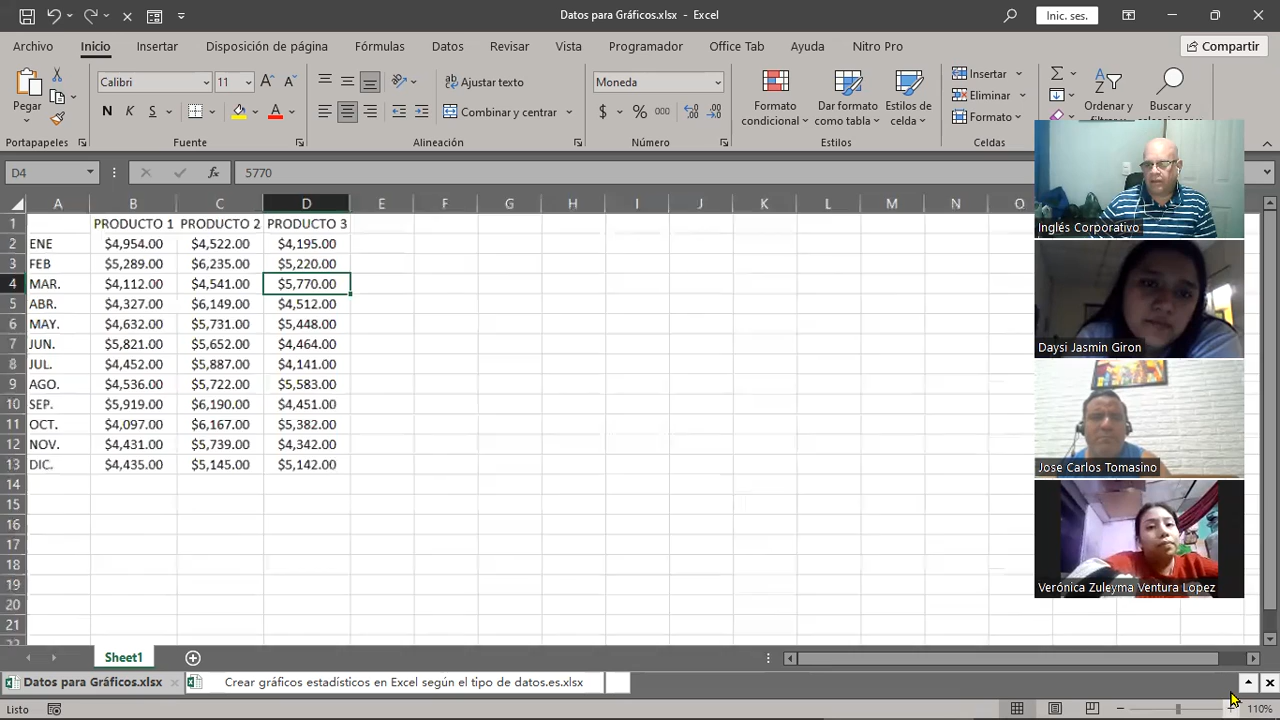 Datos para Gráficos.xlsx - Excel
Inic. ses.
Archivo Inicio Insertar Disposición de página Fórmulas Datos Revisar Vista Programador Office Tab Ayuda Nitro Pro Compartir
Pegar
Calibri 11
N K S
Ajustar texto
Combinar y centrar
Moneda
$ % 000
Formato condicional
Dar formato como tabla
Estilos de celda
Insertar
Eliminar
Formato
Ordenar y
Buscar y
Portapapeles Fuente Alineación Número Estilos Celdas
D4 fx 5770
A B C D E G H I J K L M N O
1 PRODUCTO 1 PRODUCTO 2 PRODUCTO 3
2 ENE $4,954.00 $4,522.00 $4,195.00
3 FEB $5,289.00 $6,235.00 $5,220.00
4 MAR. $4,112.00 $4,541.00 $5,770.00
5 ABR. $4,327.00 $6,149.00 $4,512.00
6 MAY. $4,632.00 $5,731.00 $5,448.00
7 JUN. $5,821.00 $5,652.00 $4,464.00
8 JUL. $4,452.00 $5,887.00 $4,141.00
9 AGO. $4,536.00 $5,722.00 $5,583.00
10 SEP. $5,919.00 $6,190.00 $4,451.00
11 OCT. $4,097.00 $6,167.00 $5,382.00
12 NOV. $4,431.00 $5,739.00 $4,342.00
13 DIC. $4,435.00 $5,145.00 $5,142.00
14
15
16
17
18
19
20
21
Inglés Corporativo
Daysi Jasmin Giron
Jose Carlos Tomasino
Verónica Zuleyma Ventura Lopez
Sheet1
Datos para Gráficos.xlsx
Crear gráficos estadísticos en Excel según el tipo de datos.es.xlsx
Listo
110%